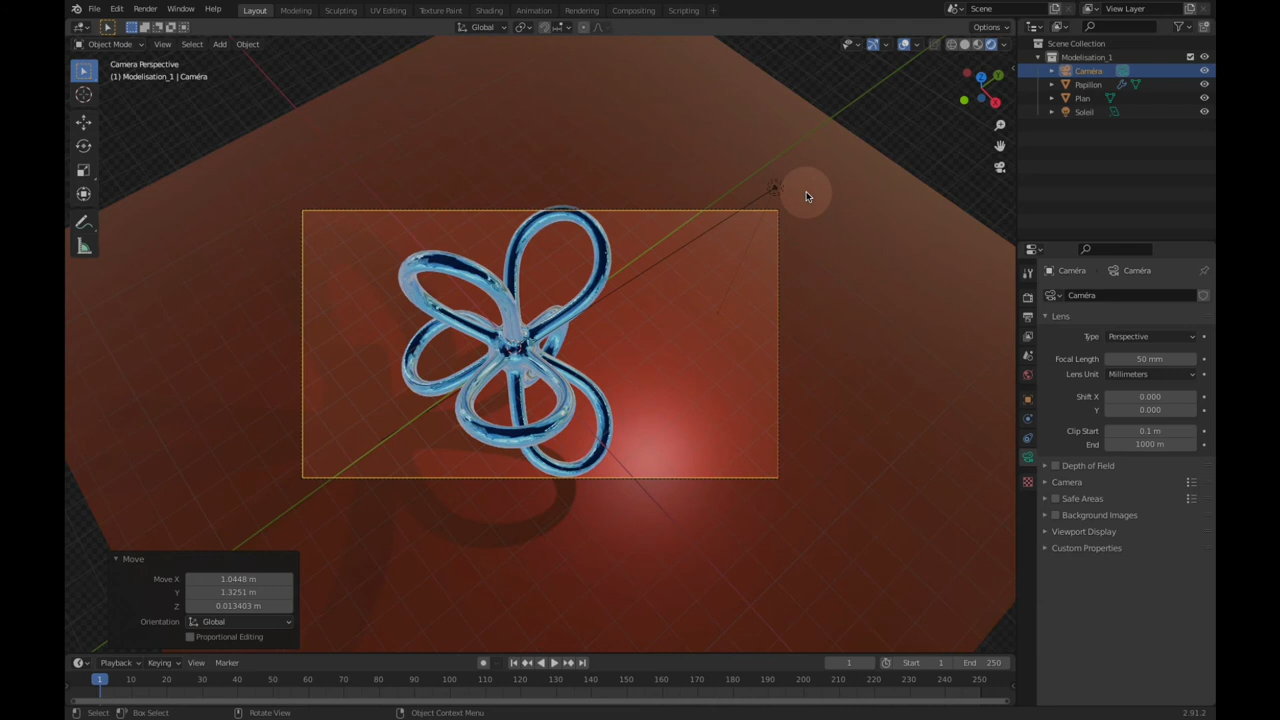 File Edit Render Window Help Layout Modeling Sculpting UV Editing Texture Paint Shading Animation Rendering Compositing Scripting + Scene View Layer
Global Options
Object Mode View Select Add Object
Camera Perspective
(1) Modelisation_1 | Caméra
Z
Y
X
Scene Collection
Modelisation_1
Caméra
Papillon
Plan
Soleil
Caméra Caméra
Caméra
Lens
Type Perspective
Focal Length 50 mm
Lens Unit Millimeters
Shift X 0.000
Y 0.000
Clip Start 0.1 m
End 1000 m
Depth of Field
Camera
Safe Areas
Background Images
Viewport Display
Custom Properties
Move
Move X 1.0448 m
Y 1.3251 m
Z 0.013403 m
Orientation Global
Proportional Editing
Playback Keying View Marker 1 Start 1 End 250
1 10 20 30 40 50 60 70 80 90 100 110 120 130 140 150 160 170 180 190 200 210 220 230 240 250
Select Box Select Rotate View Object Context Menu 2.91.2